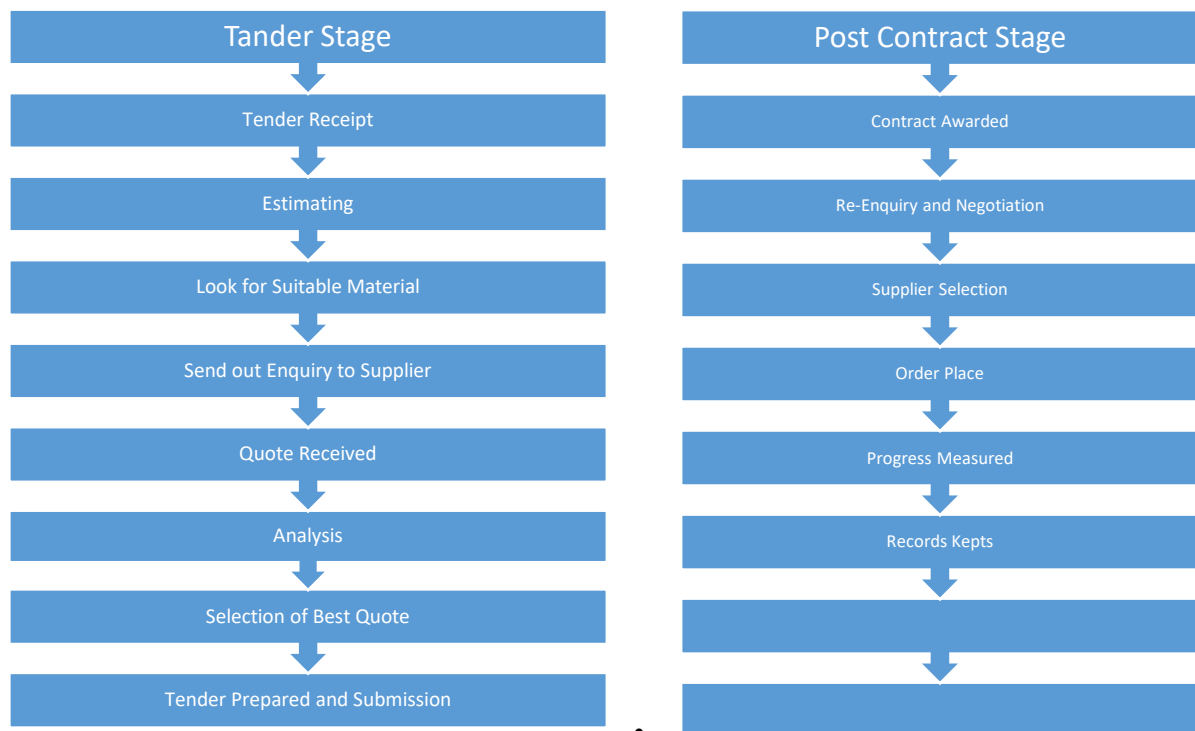 Tander Stage
Tender Receipt
Estimating
Look for Suitable Material
Send out Enquiry to Supplier
Quote Received
Analysis
Selection of Best Quote
Tender Prepared and Submission
Post Contract Stage
Contract Awarded
Re-Enquiry and Negotiation
Supplier Selection
Order Place
Progress Measured
Records Kepts